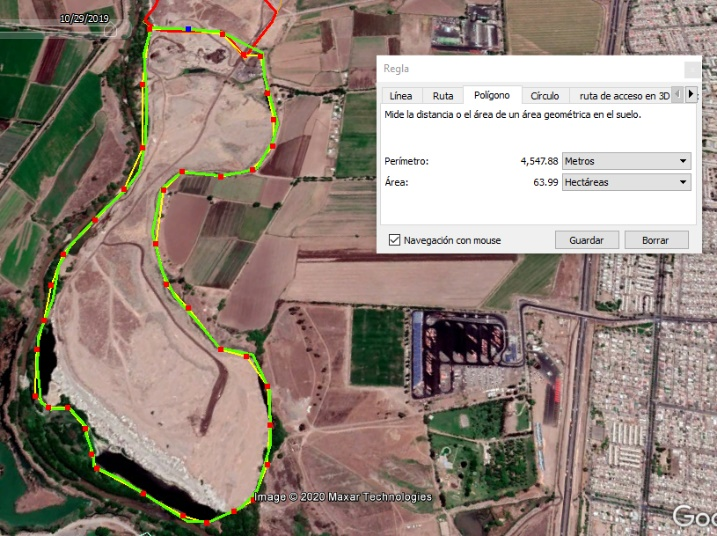 10/29/2019
Regla
Línea Ruta Polígono Círculo ruta de acceso en 3D
Mide la distancia o el área de un área geométrica en el suelo.
Perímetro: 4,547.88 Metros
Área: 63.99 Hectáreas
Navegación con mouse Guardar Borrar
Image © 2020 Maxar Technologies
Goo